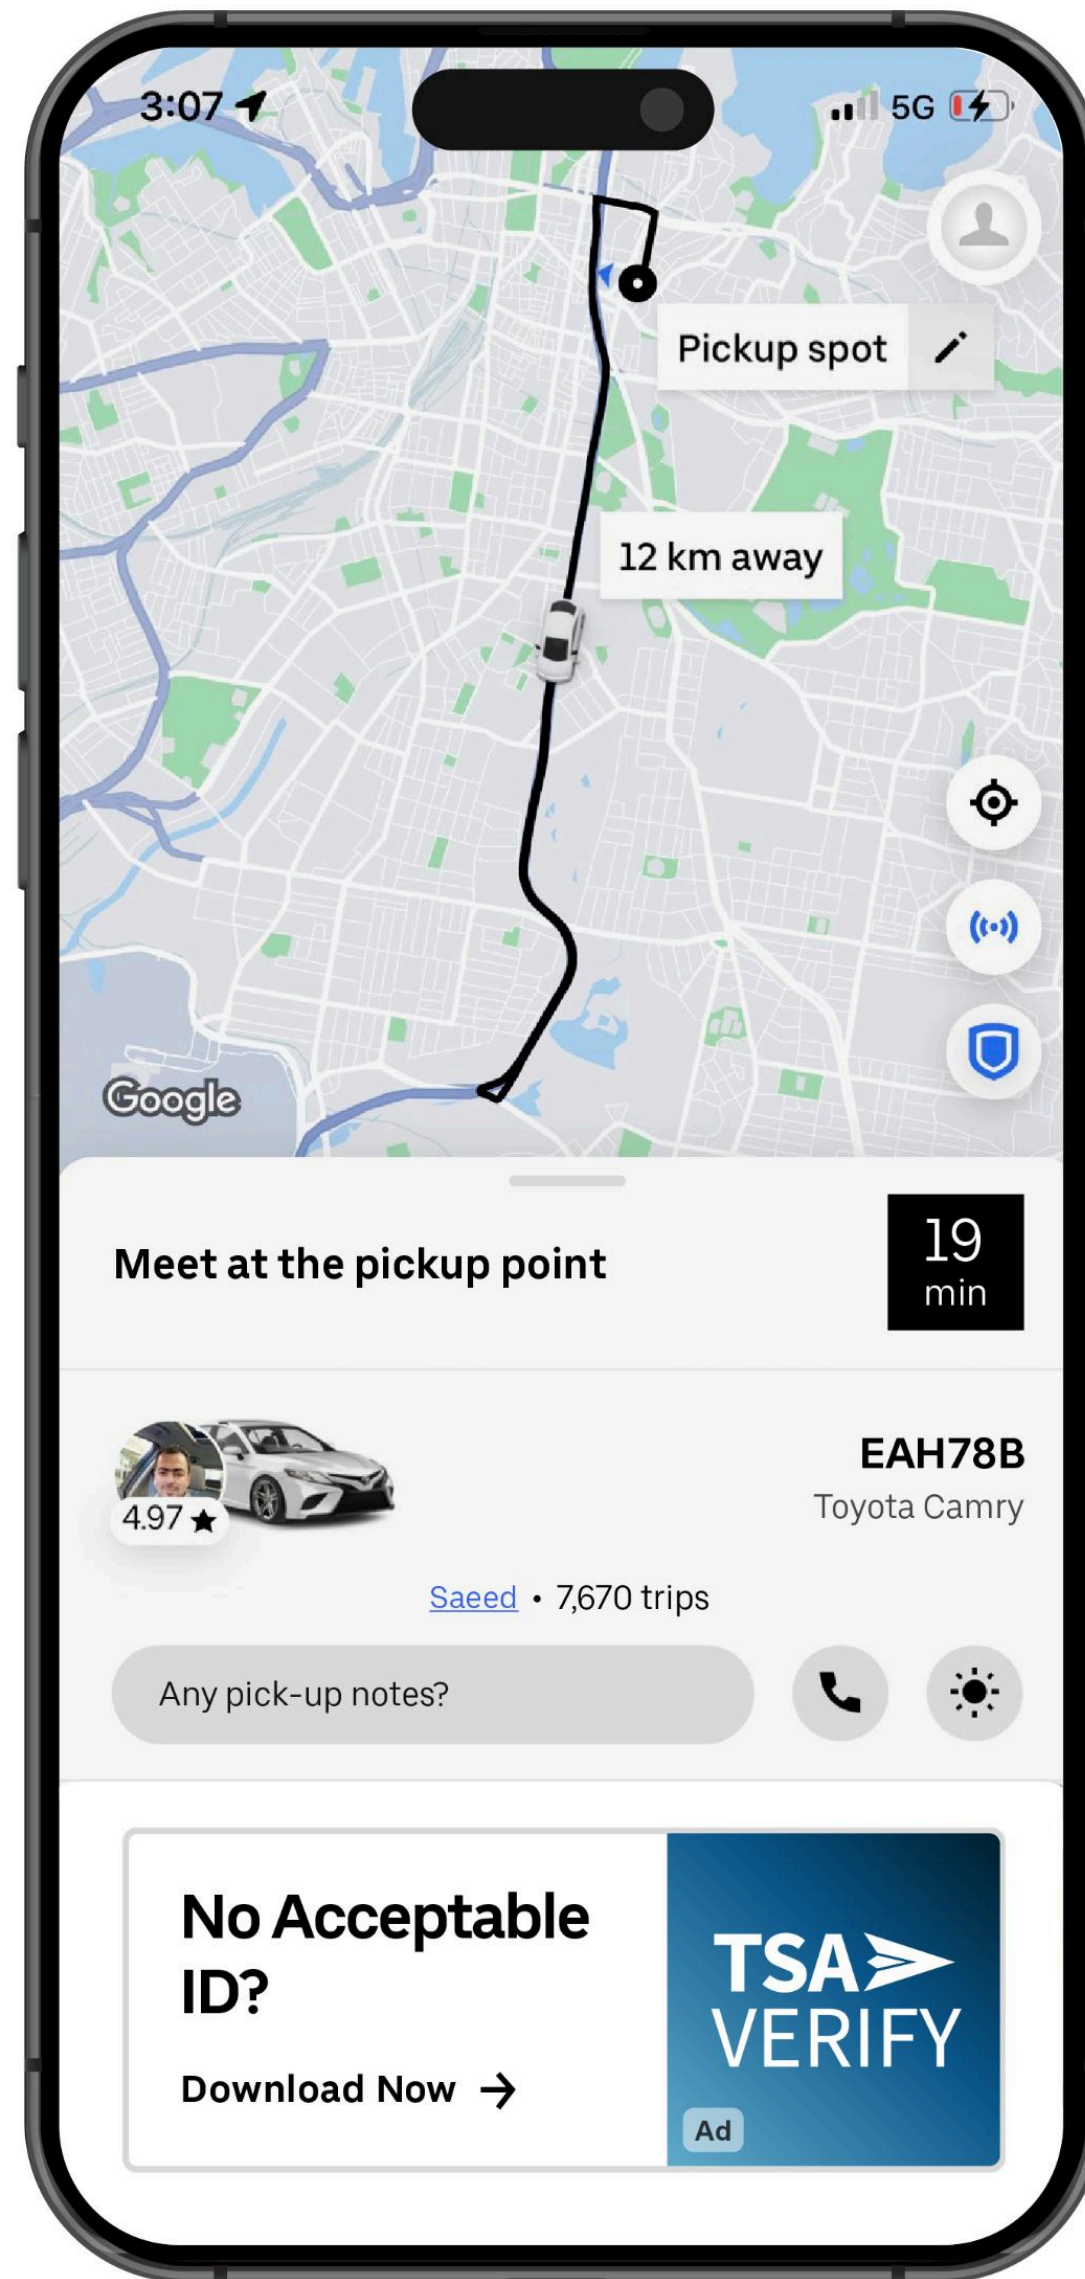 3:07
5G
Pickup spot
12 km away
Google
Meet at the pickup point
19
min
EAH78B
Toyota Camry
4.97 ★
Saeed • 7,670 trips
Any pick-up notes?
No Acceptable
ID?
Download Now →
TSA
VERIFY
Ad